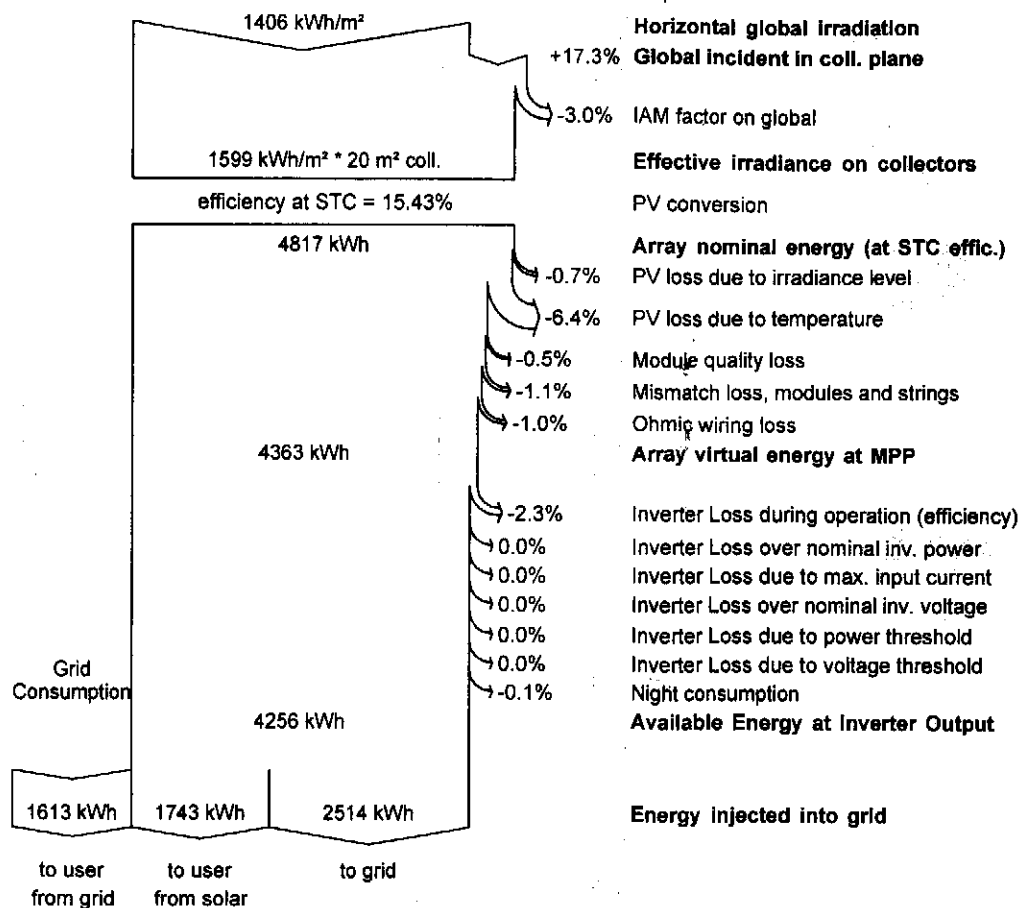 1406 kWh/m²
Horizontal global irradiation
+17.3% Global incident in coll. plane
-3.0% IAM factor on global
1599 kWh/m² * 20 m² coll.
Effective irradiance on collectors
efficiency at STC = 15.43%
PV conversion
4817 kWh
Array nominal energy (at STC effic.)
-0.7% PV loss due to irradiance level
-6.4% PV loss due to temperature
-0.5% Module quality loss
-1.1% Mismatch loss, modules and strings
-1.0% Ohmic wiring loss
4363 kWh
Array virtual energy at MPP
-2.3% Inverter Loss during operation (efficiency)
0.0% Inverter Loss over nominal inv. power
0.0% Inverter Loss due to max. input current
0.0% Inverter Loss over nominal inv. voltage
0.0% Inverter Loss due to power threshold
0.0% Inverter Loss due to voltage threshold
Grid
Consumption
-0.1% Night consumption
4256 kWh
Available Energy at Inverter Output
1613 kWh 1743 kWh 2514 kWh
Energy injected into grid
to user to user to grid
from grid from solar